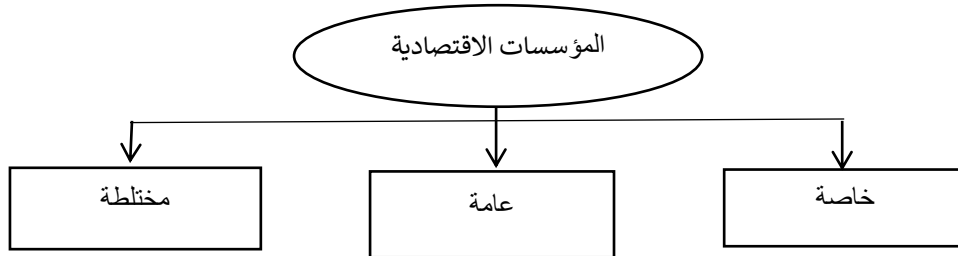 المؤسسات الاقتصادية
خاصة
عامة
مختلطة